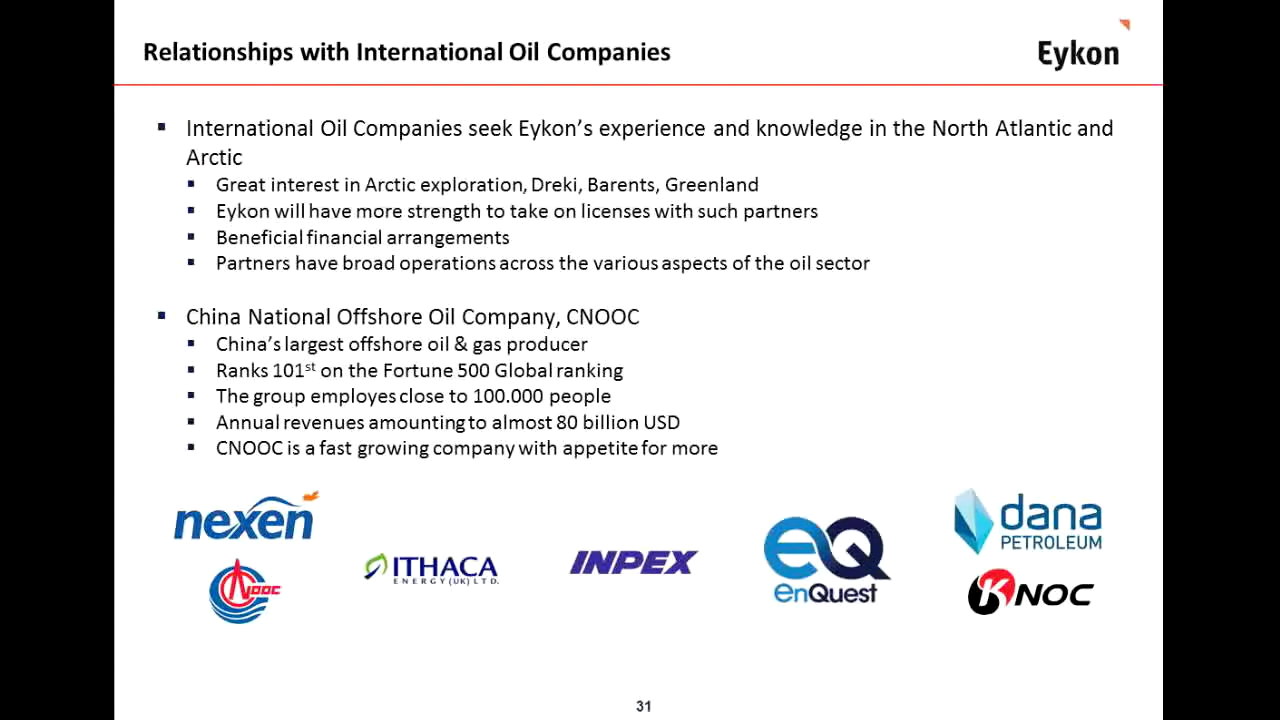 Relationships with International Oil Companies
Eykon
▪ International Oil Companies seek Eykon’s experience and knowledge in the North Atlantic and
Arctic
▪ Great interest in Arctic exploration, Dreki, Barents, Greenland
▪ Eykon will have more strength to take on licenses with such partners
▪ Beneficial financial arrangements
▪ Partners have broad operations across the various aspects of the oil sector
▪ China National Offshore Oil Company, CNOOC
▪ China’s largest offshore oil & gas producer
▪ Ranks 101st on the Fortune 500 Global ranking
▪ The group employes close to 100.000 people
▪ Annual revenues amounting to almost 80 billion USD
▪ CNOOC is a fast growing company with appetite for more
nexen
CNOOC
ITHACA
ENERGY (UK) LTD.
INPEX
eQ
enQuest
dana
PETROLEUM
KNOC
31